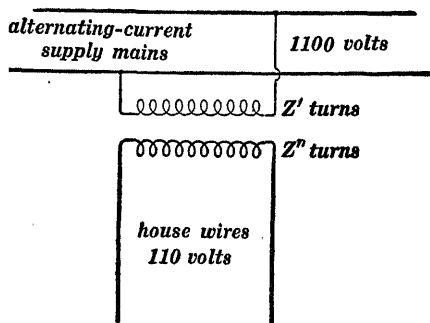 alternating-current
supply mains
1100 volts
Z' turns
Z" turns
house wires
110 volts